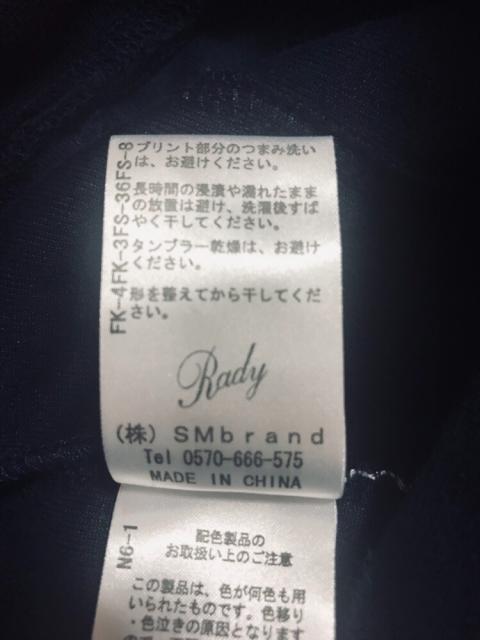 FK-4FK-3FS-36FS-8
プリント部分のつまみ洗い
は、お避けください。
長時間の浸漬や濡れたまま
の放置は避け、洗濯後すば
やく干してください。
タンブラー乾燥は、お避け
ください。
形を整えてから干してくだ
さい。
Rady
(株) SMbrand
Tel 0570-666-575
MADE IN CHINA
N6-1
配色製品の
お取扱い上のご注意
この製品は、色が何色も用
いられたものです。色移り
・色泣きの原因となります